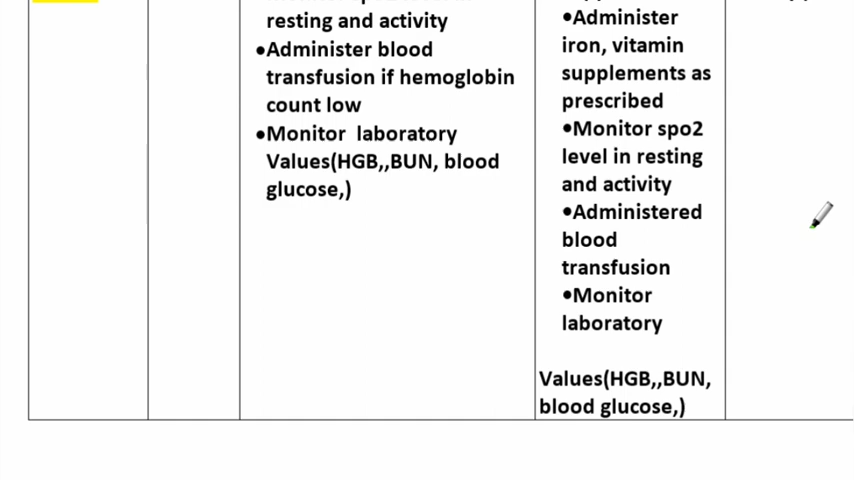 resting and activity
•Administer blood
transfusion if hemoglobin
count low
•Monitor laboratory
Values(HGB,,BUN, blood
glucose,)
•Administer
iron, vitamin
supplements as
prescribed
•Monitor spo2
level in resting
and activity
•Administered
blood
transfusion
•Monitor
laboratory
Values(HGB,,BUN,
blood glucose,)